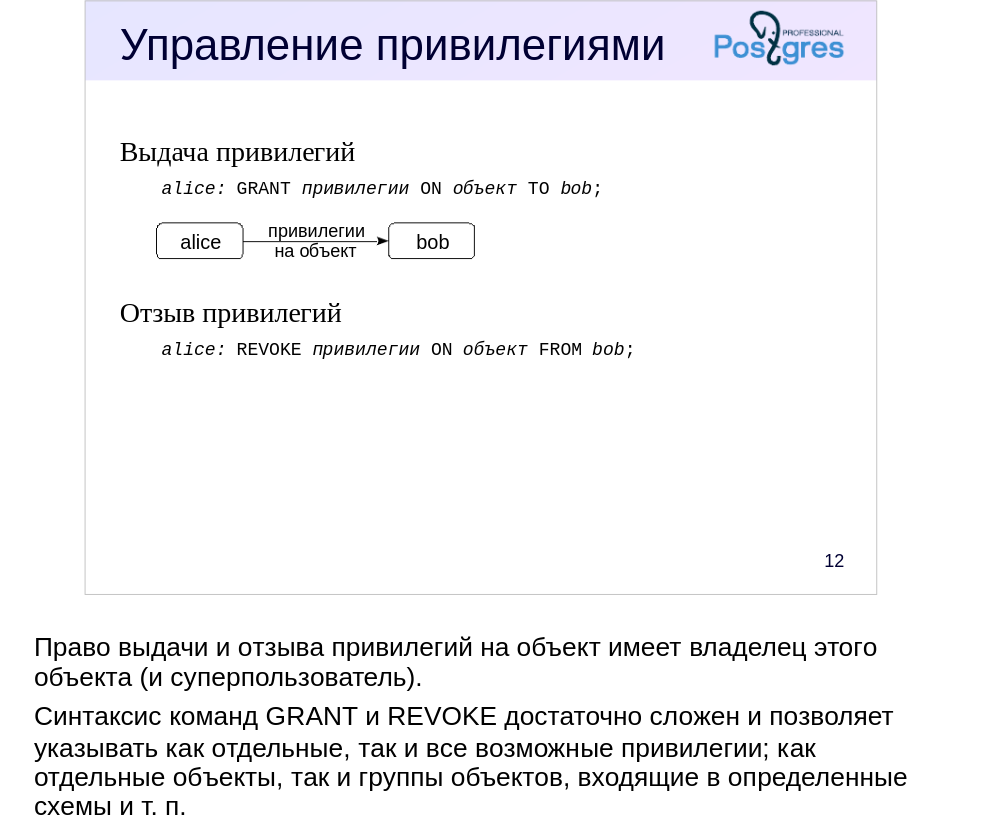 Управление привилегиями
PROFESSIONAL
Postgres
Выдача привилегий
alice: GRANT привилегии ON объект TO bob;
alice
привилегии
на объект
bob
Отзыв привилегий
alice: REVOKE привилегии ON объект FROM bob;
12
Право выдачи и отзыва привилегий на объект имеет владелец этого
объекта (и суперпользователь).
Синтаксис команд GRANT и REVOKE достаточно сложен и позволяет
указывать как отдельные, так и все возможные привилегии; как
отдельные объекты, так и группы объектов, входящие в определенные
схемы и т. п.